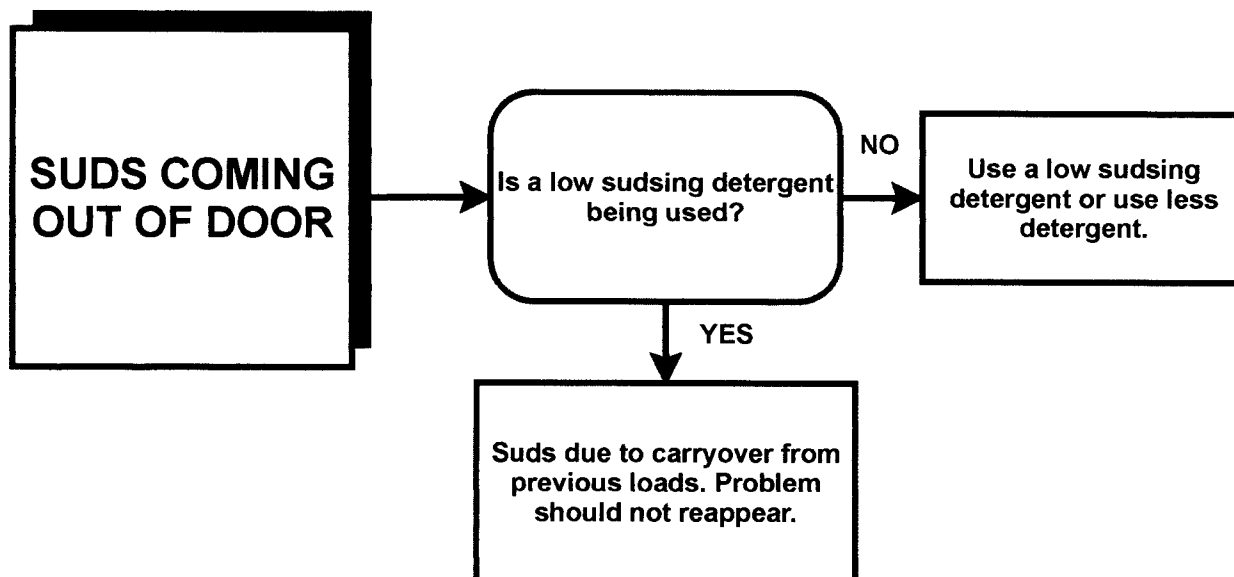 SUDS COMING
OUT OF DOOR
Is a low sudsing detergent
being used?
NO
Use a low sudsing
detergent or use less
detergent.
YES
Suds due to carryover from
previous loads. Problem
should not reappear.